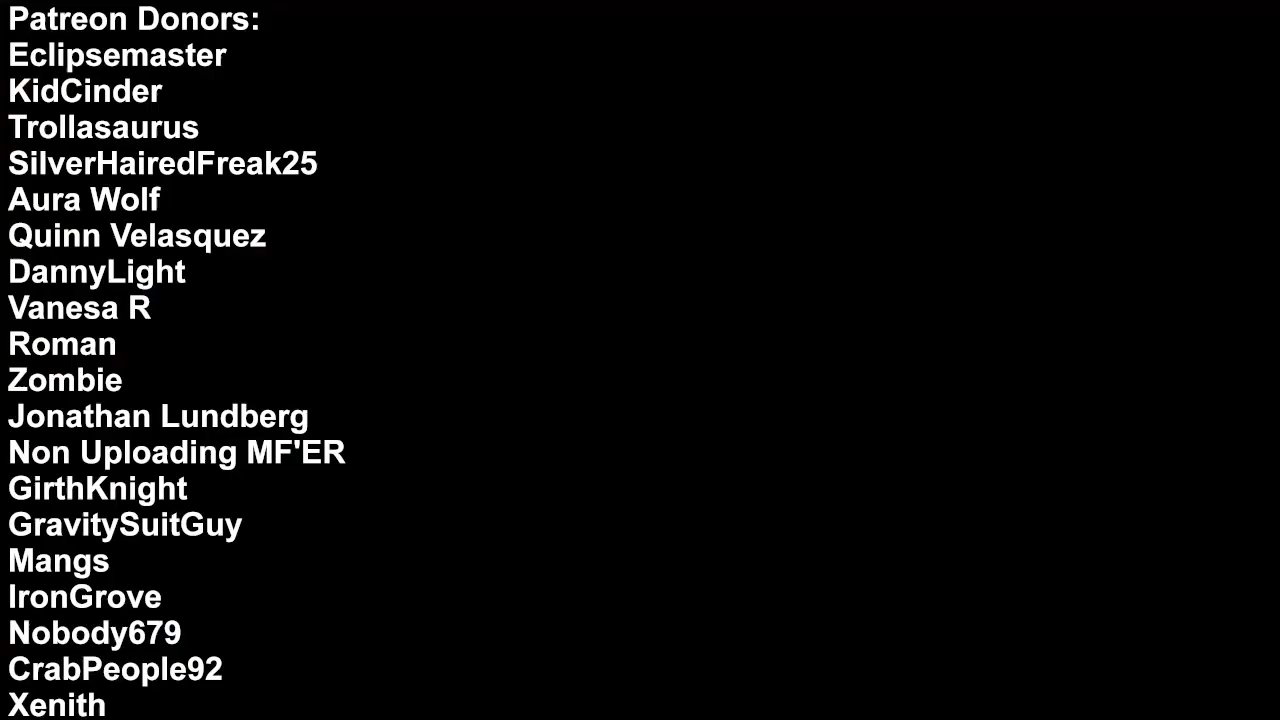 Patreon Donors:
Eclipsemaster
KidCinder
Trollasaurus
SilverHairedFreak25
Aura Wolf
Quinn Velasquez
DannyLight
Vanesa R
Roman
Zombie
Jonathan Lundberg
Non Uploading MF'ER
GirthKnight
GravitySuitGuy
Mangs
IronGrove
Nobody679
CrabPeople92
Xenith